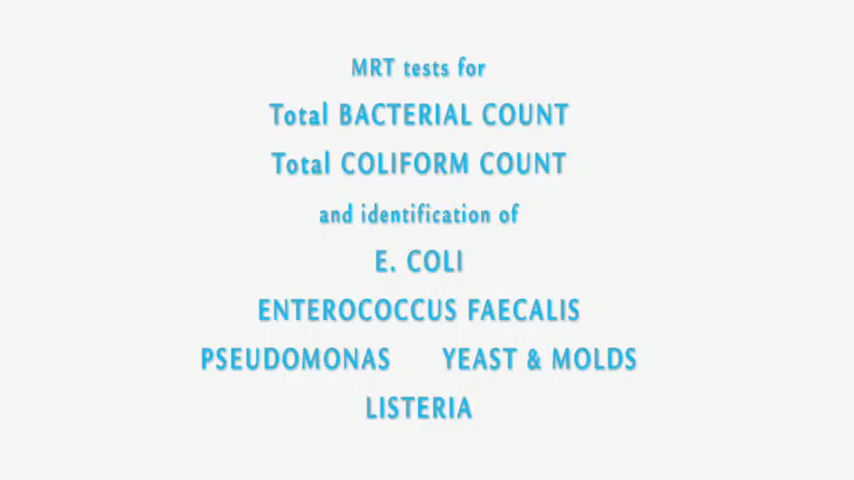 MRT tests for
Total BACTERIAL COUNT
Total COLIFORM COUNT
and identification of
E. COLI
ENTEROCOCCUS FAECALIS
PSEUDOMONAS YEAST & MOLDS
LISTERIA